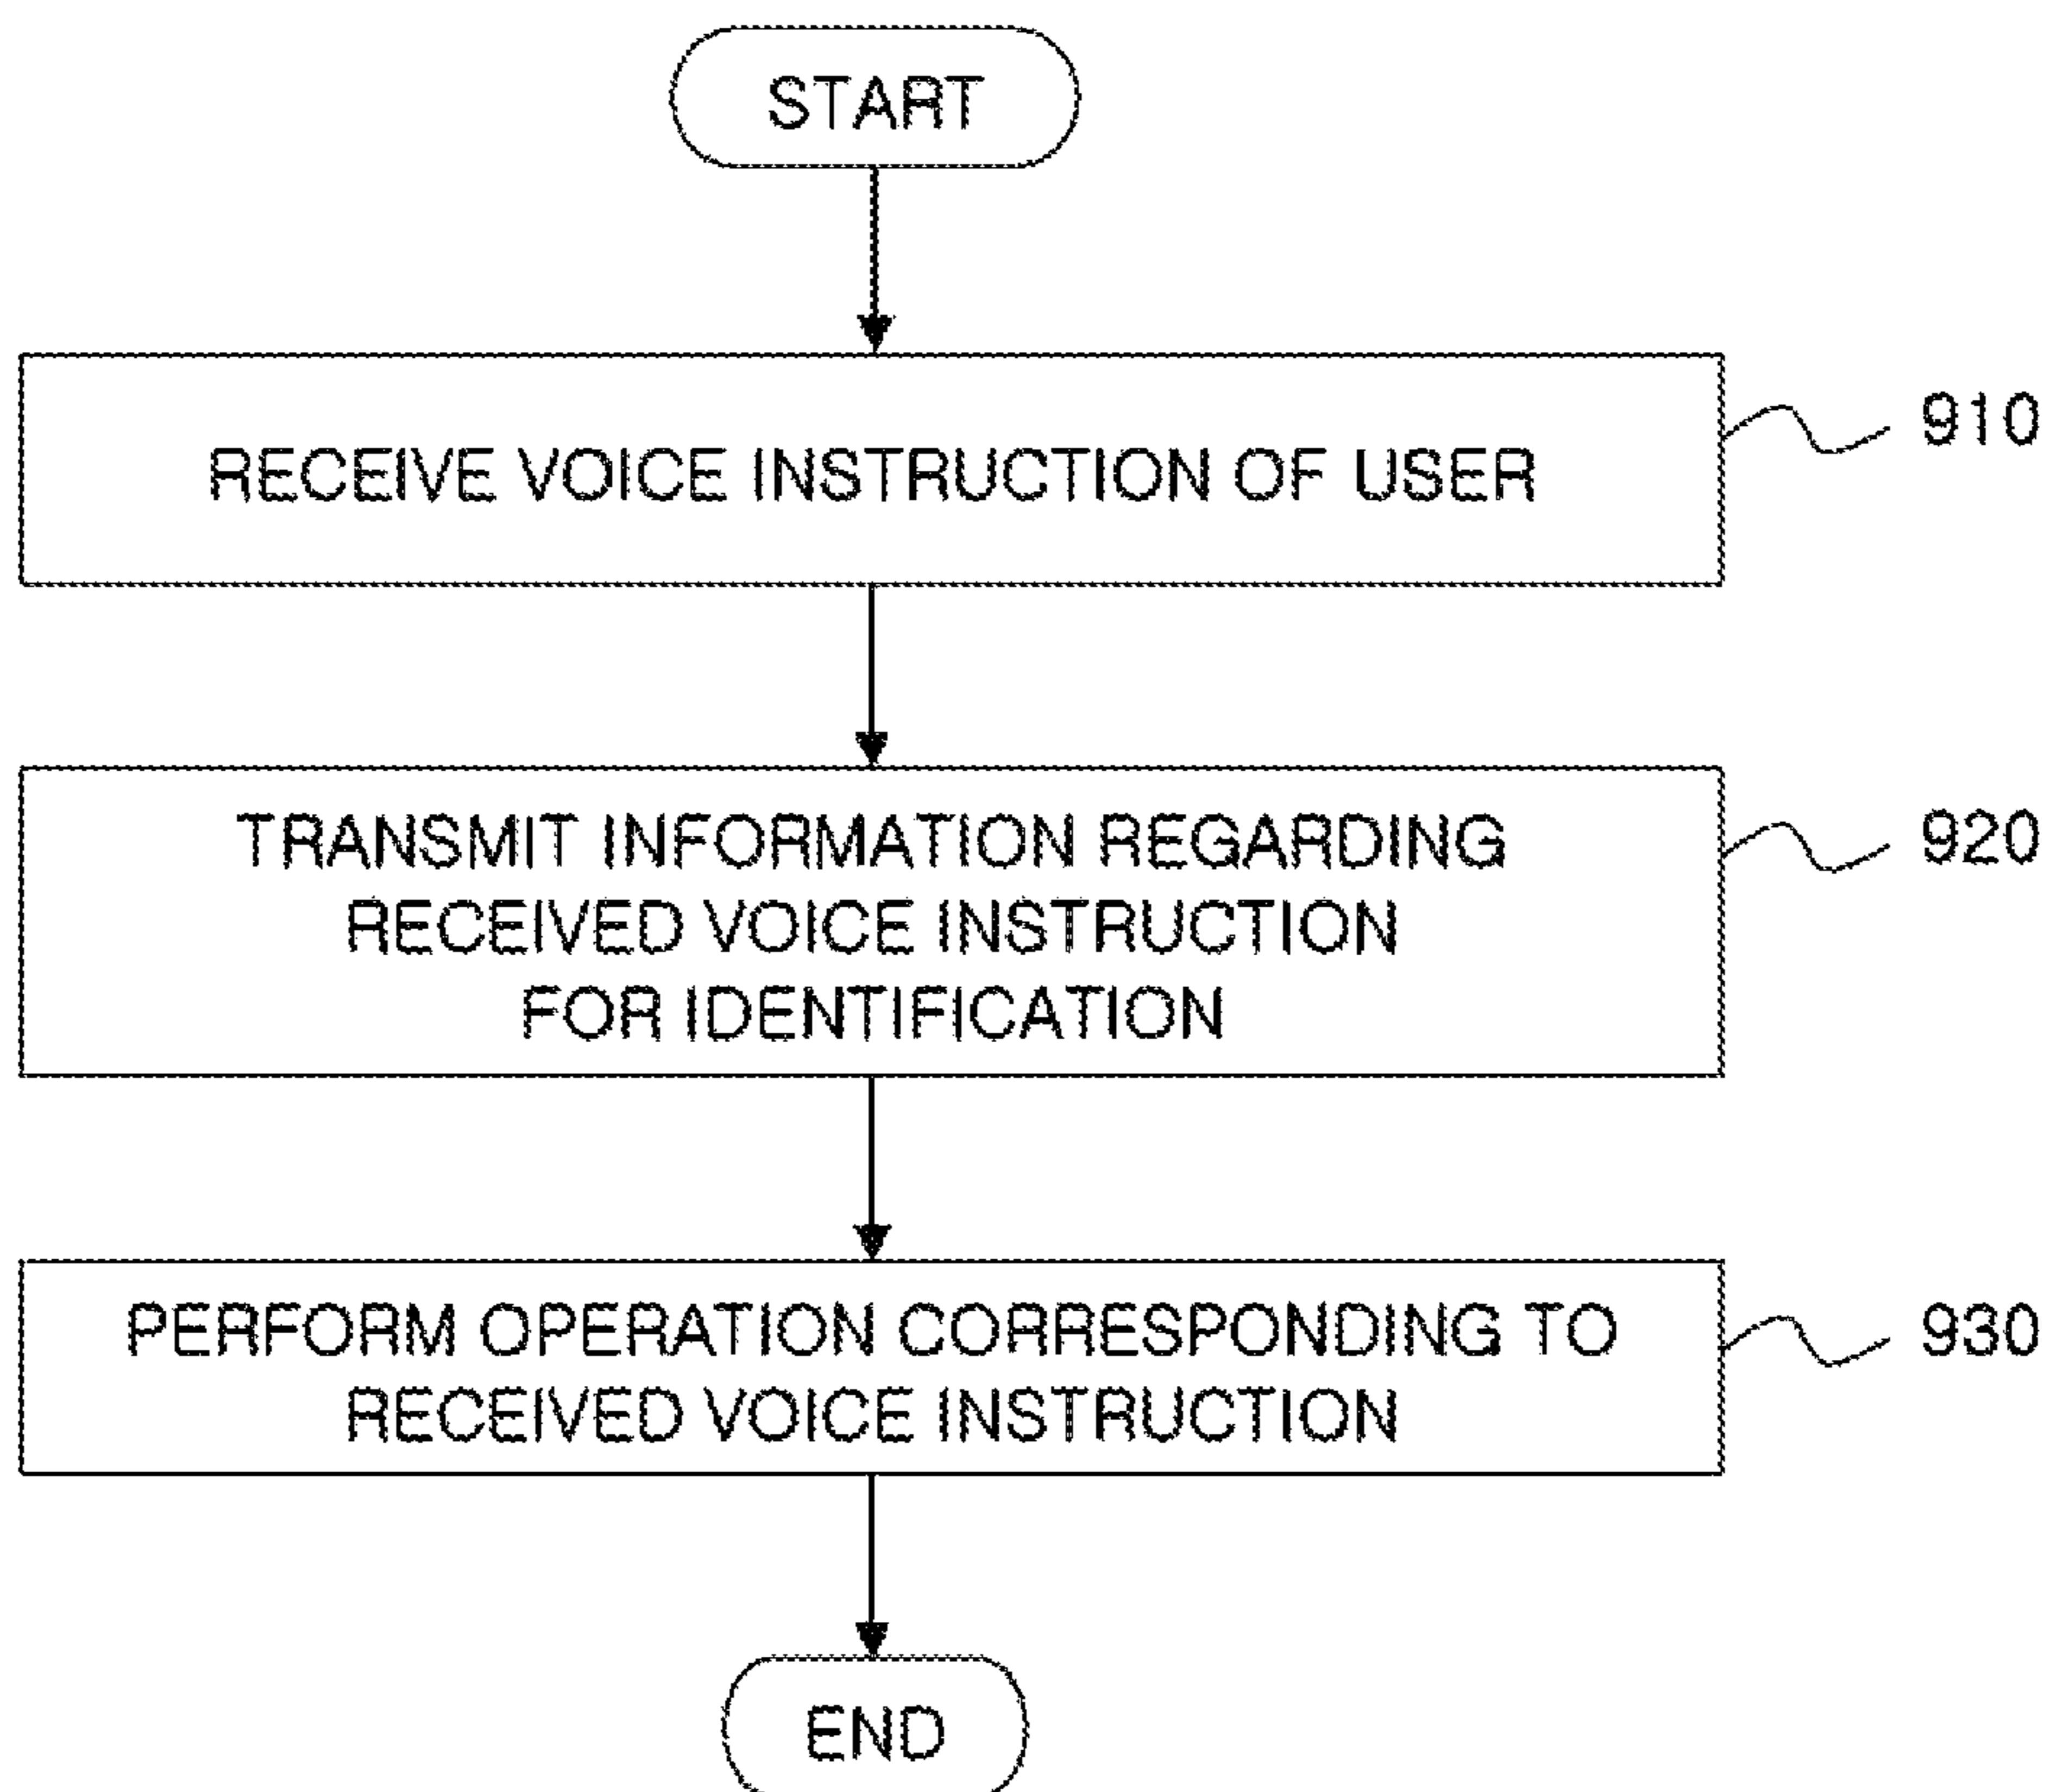 START
RECEIVE VOICE INSTRUCTION OF USER
910
TRANSMIT INFORMATION REGARDING
RECEIVED VOICE INSTRUCTION
FOR IDENTIFICATION
920
PERFORM OPERATION CORRESPONDING TO
RECEIVED VOICE INSTRUCTION
930
END